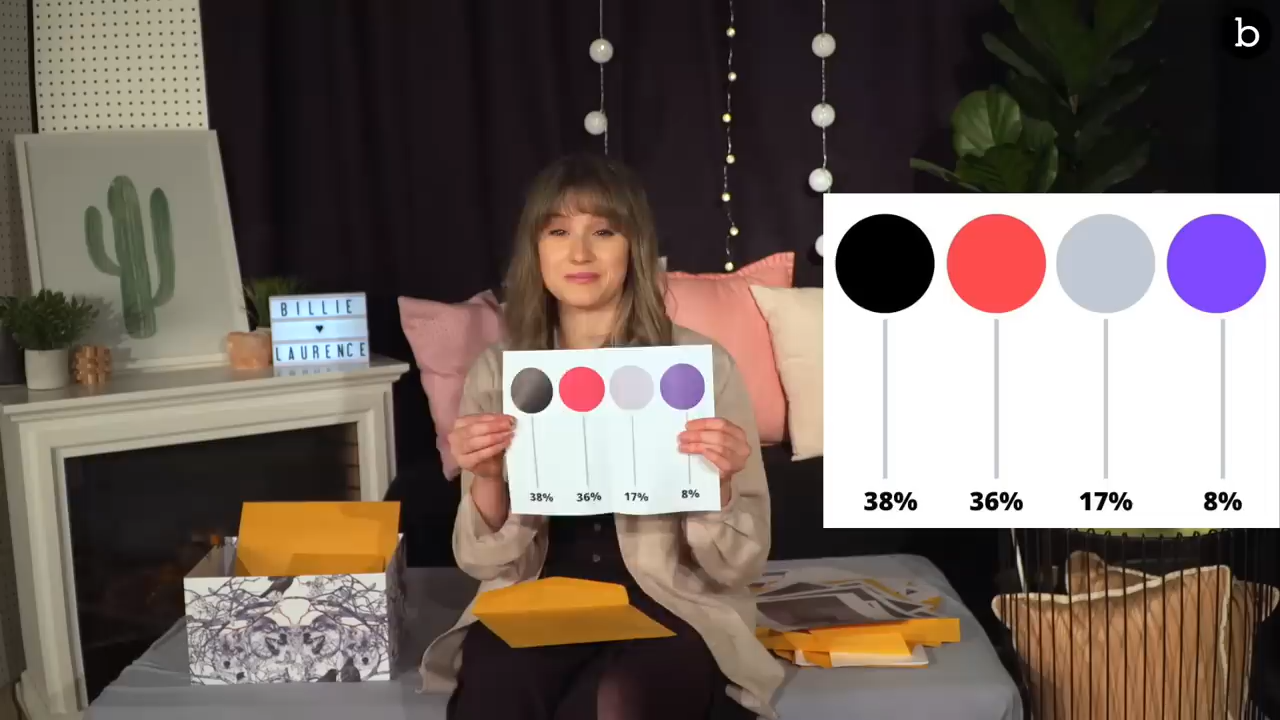 b
BILLIE
♥
LAURENCE
38% 36% 17% 8%
38% 36% 17% 8%